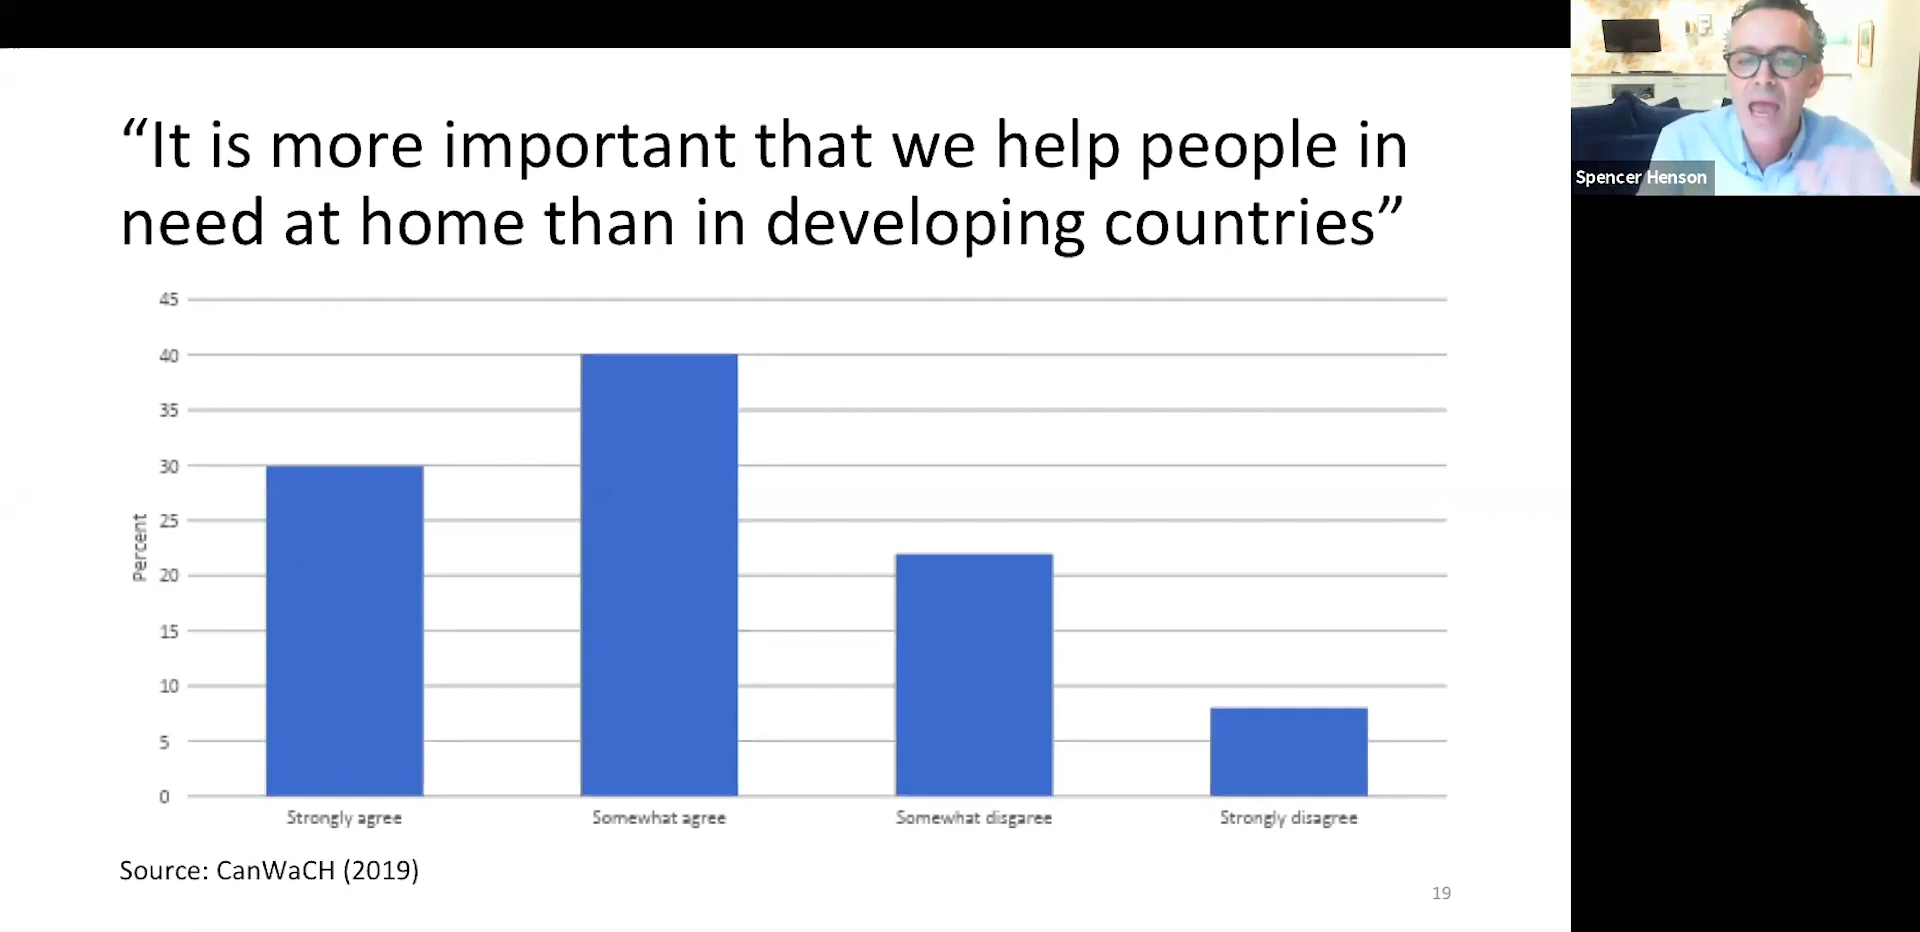 “It is more important that we help people in
need at home than in developing countries”
45
40
35
30
25
20
15
10
5
0
Percent
Strongly agree
Somewhat agree
Somewhat disgaree
Strongly disagree
Source: CanWaCH (2019)
19
Spencer Henson